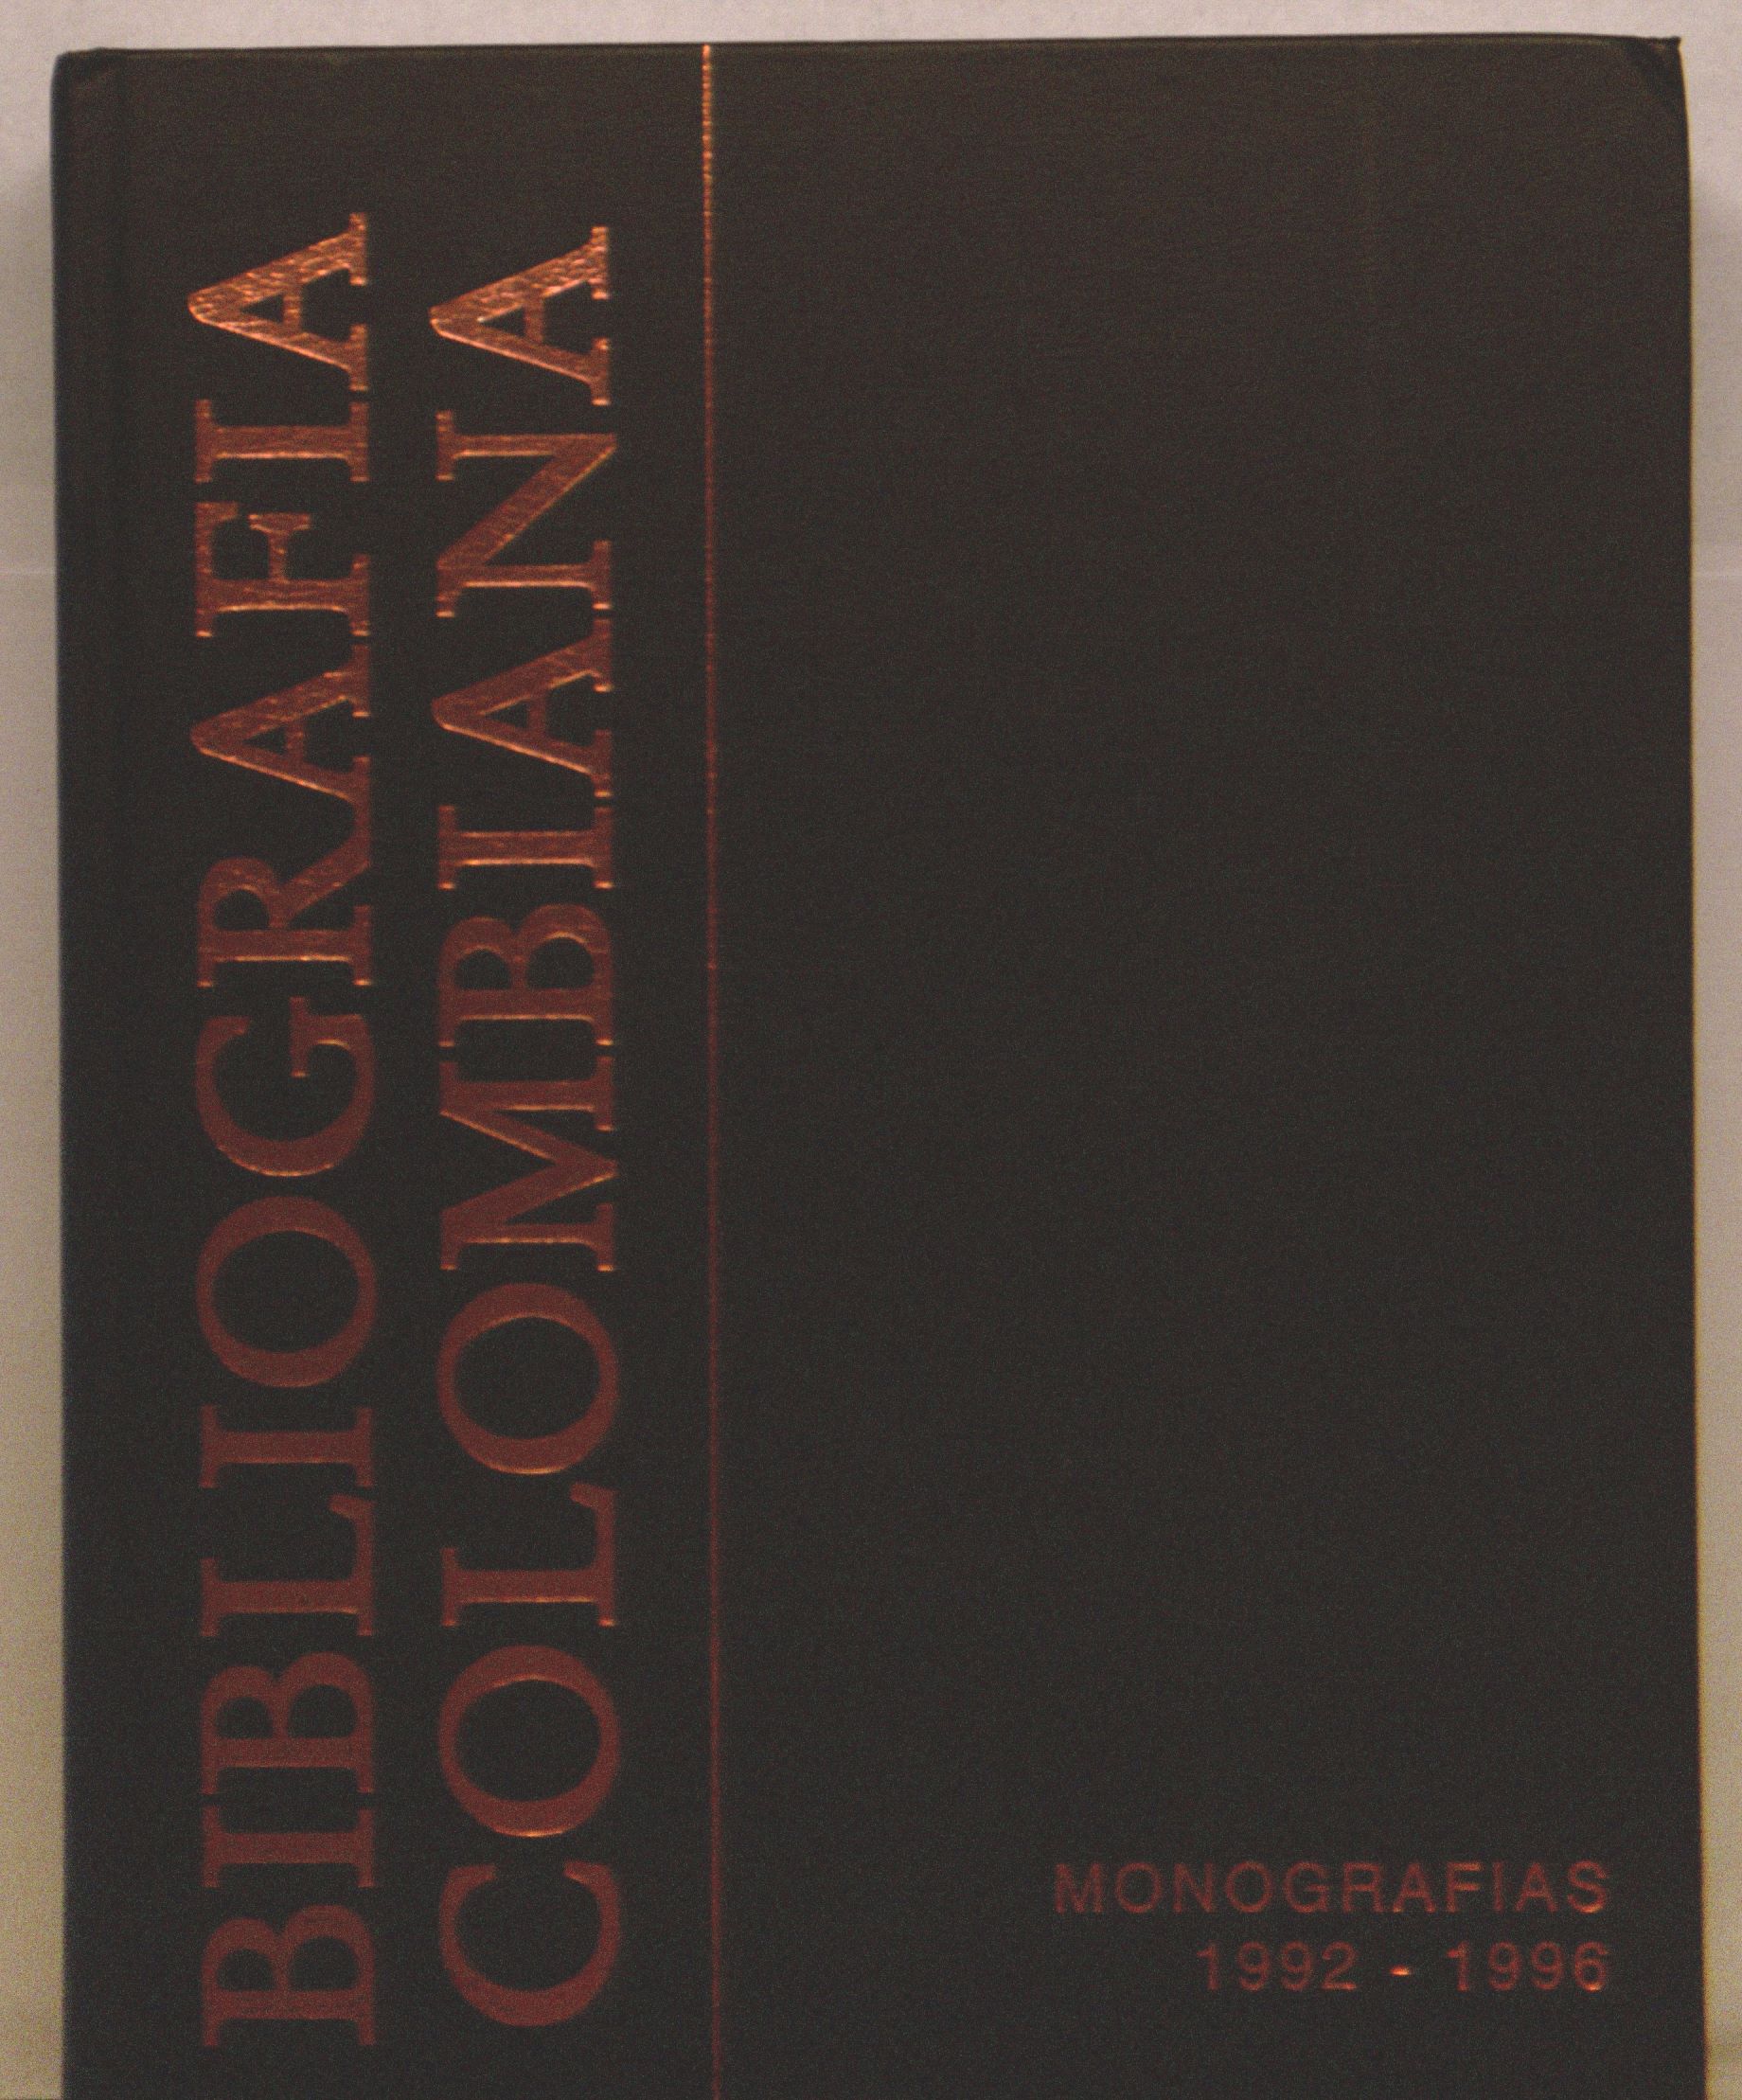 BIBLIOGRAFIA
COLOMBIANA
MONOGRAFIAS
1992 - 1996